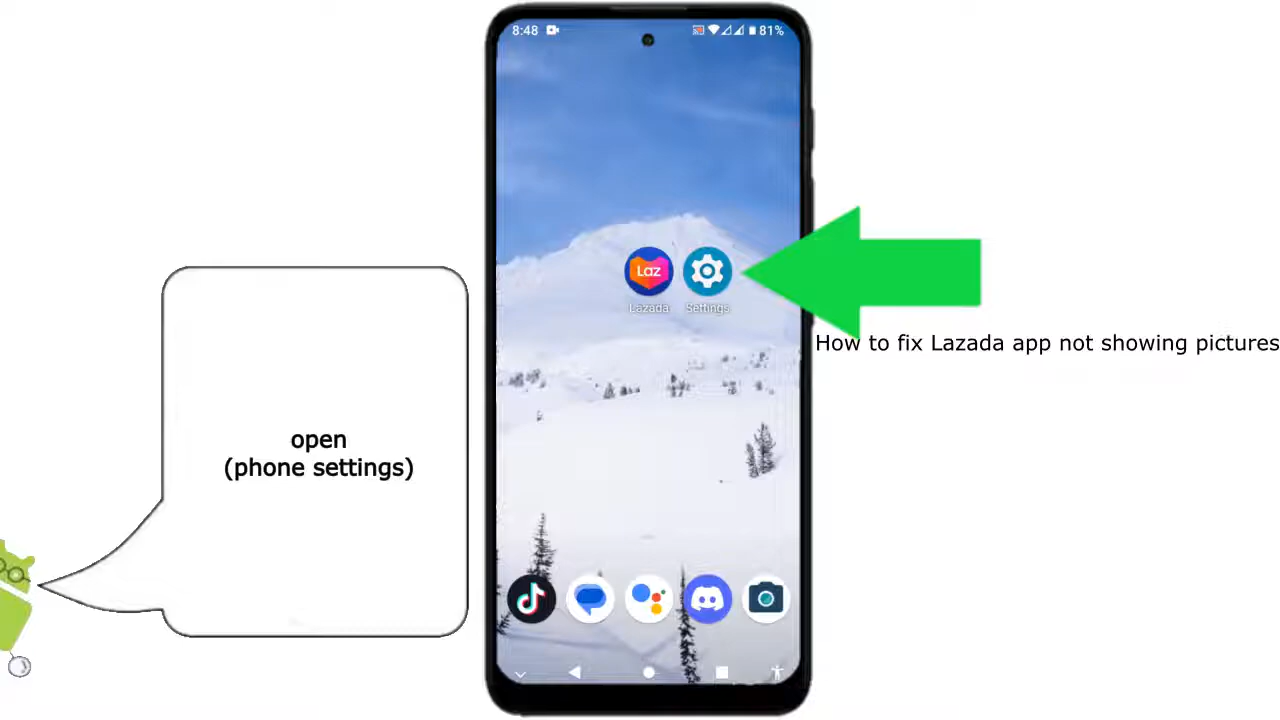 8:48
81%
Laz
Lazada
Settings
How to fix Lazada app not showing pictures
open
(phone settings)